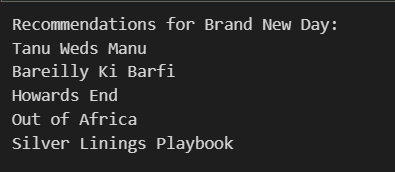 Recommendations for Brand New Day:
Tanu Weds Manu
Bareilly Ki Barfi
Howards End
Out of Africa
Silver Linings Playbook